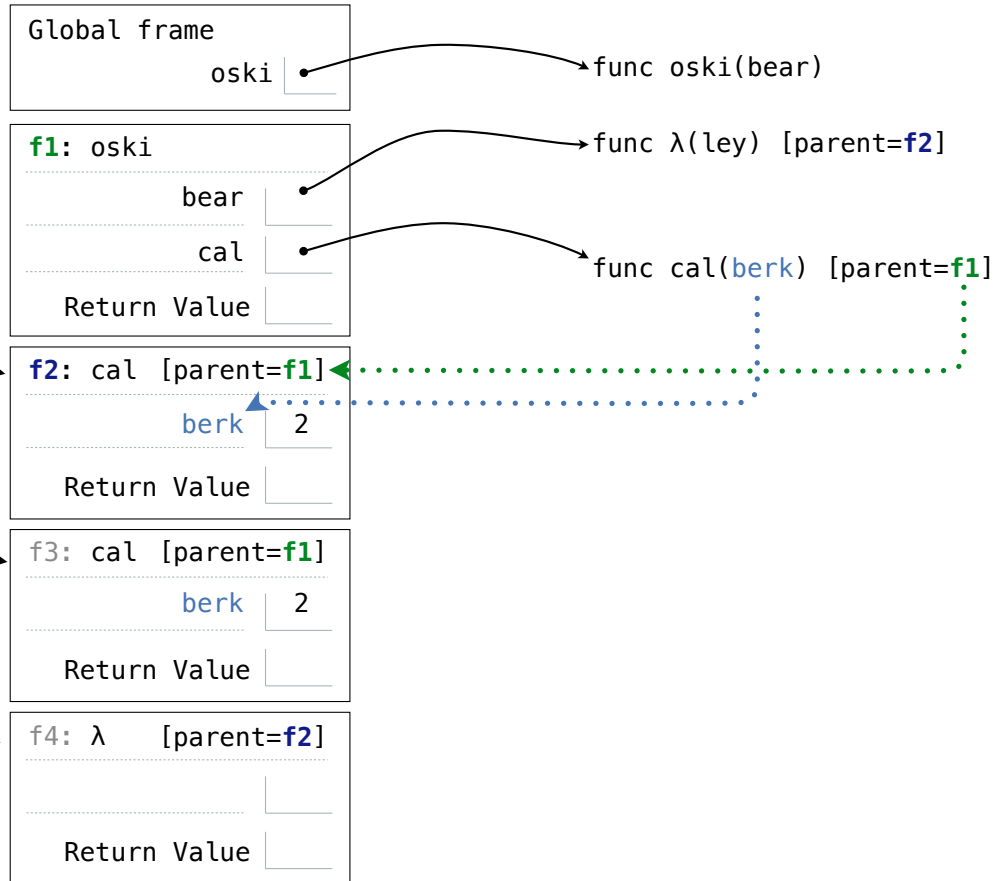 Global frame
oski
func oski(bear)
f1: oski
func λ(ley) [parent=f2]
bear
cal
func cal(berk) [parent=f1]
Return Value
f2: cal [parent=f1]
berk 2
Return Value
f3: cal [parent=f1]
berk 2
Return Value
f4: λ [parent=f2]
Return Value